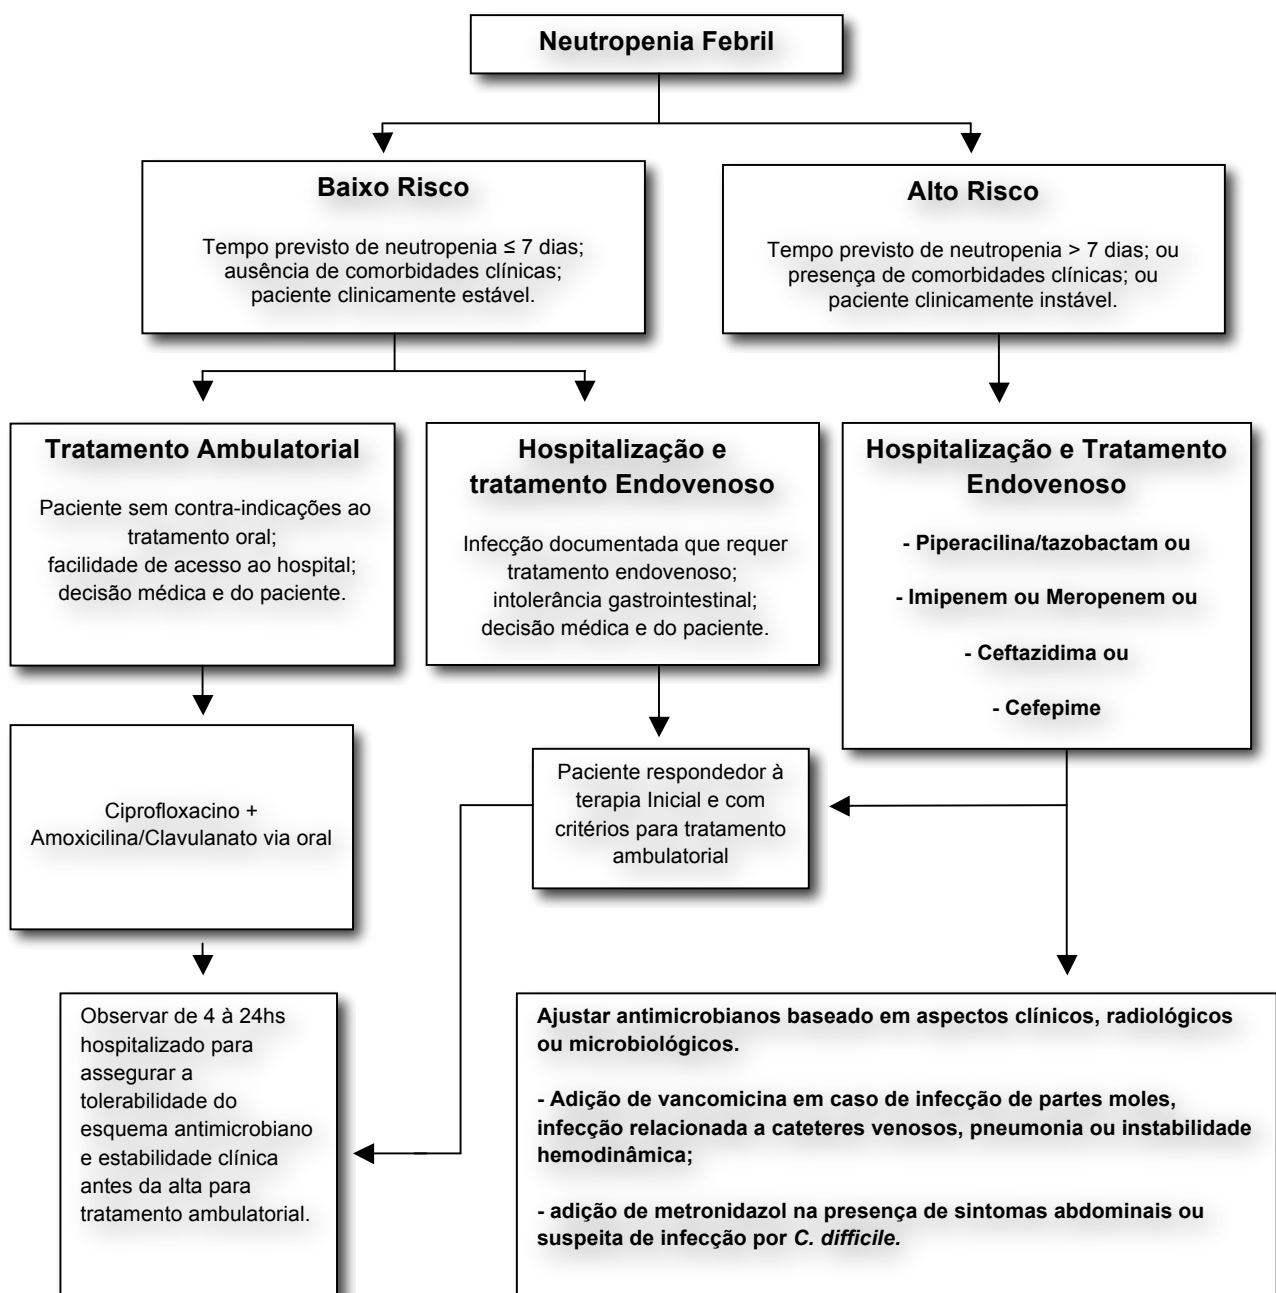 Neutropenia Febril
Baixo Risco
Tempo previsto de neutropenia ≤ 7 dias;
ausência de comorbidades clínicas;
paciente clinicamente estável.
Alto Risco
Tempo previsto de neutropenia > 7 dias; ou
presença de comorbidades clínicas; ou
paciente clinicamente instável.
Tratamento Ambulatorial
Paciente sem contra-indicações ao
tratamento oral;
facilidade de acesso ao hospital;
decisão médica e do paciente.
Hospitalização e
tratamento Endovenoso
Infecção documentada que requer
tratamento endovenoso;
intolerância gastrointestinal;
decisão médica e do paciente.
Hospitalização e Tratamento
Endovenoso
- Piperacilina/tazobactam ou
- Imipenem ou Meropenem ou
- Ceftazidima ou
- Cefepime
Ciprofloxacino +
Amoxicilina/Clavulanato via oral
Paciente respondedor à
terapia Inicial e com
critérios para tratamento
ambulatorial
Observar de 4 à 24hs
hospitalizado para
assegurar a
tolerabilidade do
esquema antimicrobiano
e estabilidade clínica
antes da alta para
tratamento ambulatorial.
Ajustar antimicrobianos baseado em aspectos clínicos, radiológicos
ou microbiológicos.
- Adição de vancomicina em caso de infecção de partes moles,
infecção relacionada a cateteres venosos, pneumonia ou instabilidade
hemodinâmica;
- adição de metronidazol na presença de sintomas abdominais ou
suspeita de infecção por C. difficile.